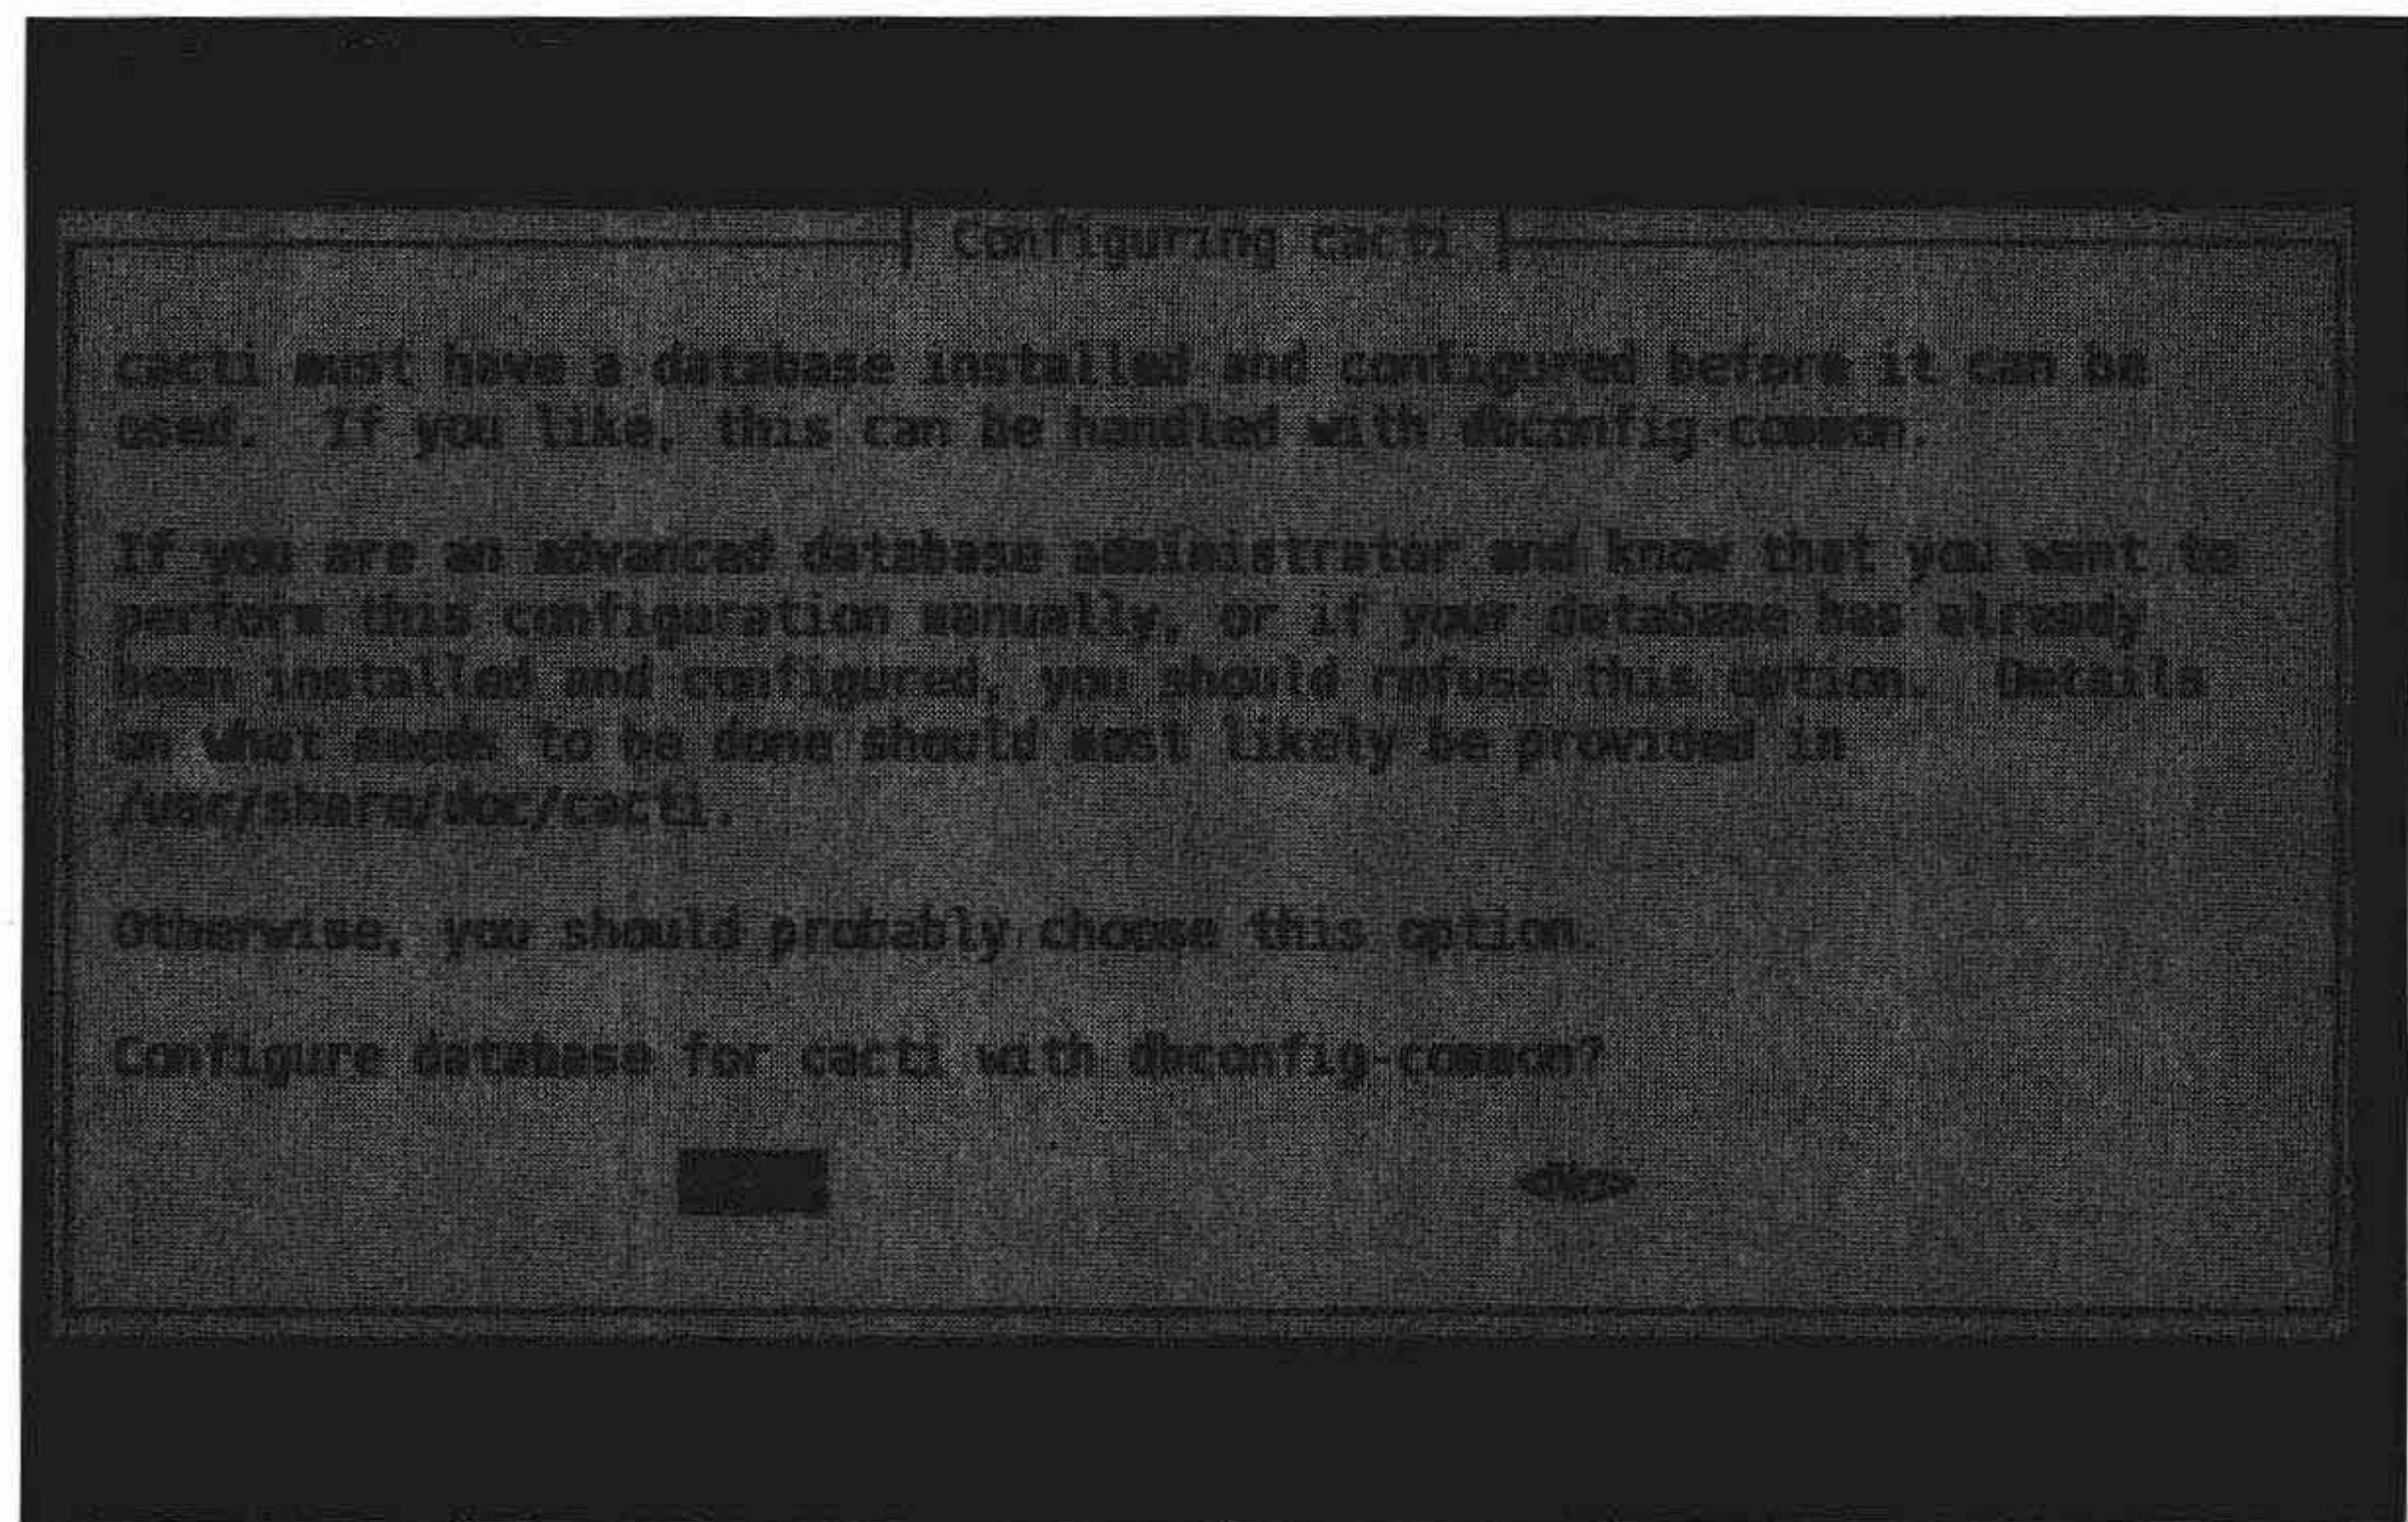 Configuring cacti
cacti must have a database installed and configured before it can be
used. If you like, this can be handled with dbconfig-common.
If you are an advanced database administrator and know that you want to
perform this configuration manually, or if your database has already
been installed and configured, you should refuse this option. Details
on what needs to be done should most likely be provided in
/usr/share/doc/cacti.
Otherwise, you should probably choose this option.
Configure database for cacti with dbconfig-common?
<No>